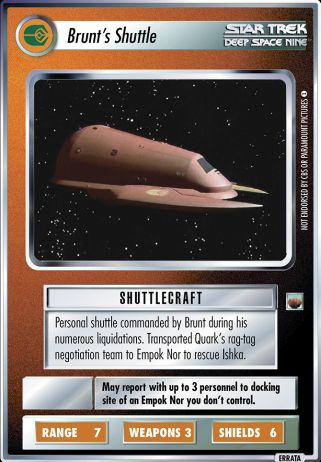 Brunt's Shuttle
STAR TREK
DEEP SPACE NINE
NOT ENDORSED BY CBS OR PARAMOUNT PICTURES
SHUTTLECRAFT
Personal shuttle commanded by Brunt during his
numerous liquidations. Transported Quark's rag-tag
negotiation team to Empok Nor to rescue Ishka.
May report with up to 3 personnel to docking
site of an Empok Nor you don't control.
RANGE 7 WEAPONS 3 SHIELDS 6
ERRATA